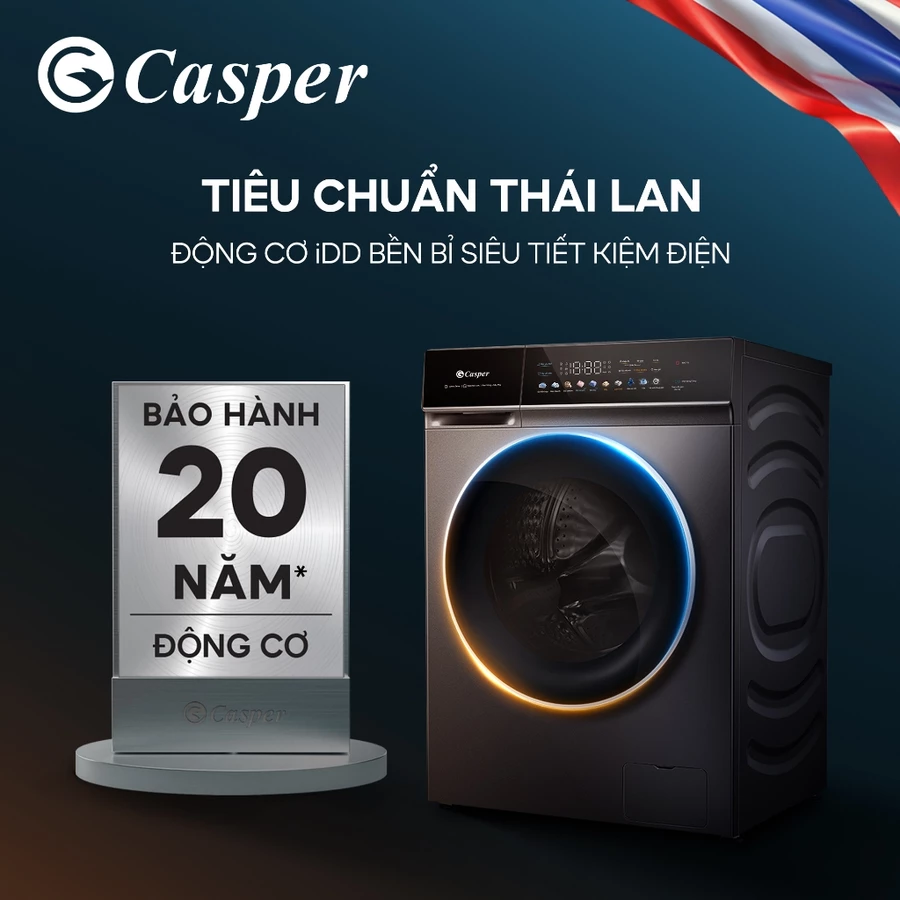 Casper
TIÊU CHUẨN THÁI LAN
ĐỘNG CƠ iDD BỀN BỈ SIÊU TIẾT KIỆM ĐIỆN
BẢO HÀNH
20
NĂM*
ĐỘNG CƠ
Casper
Casper